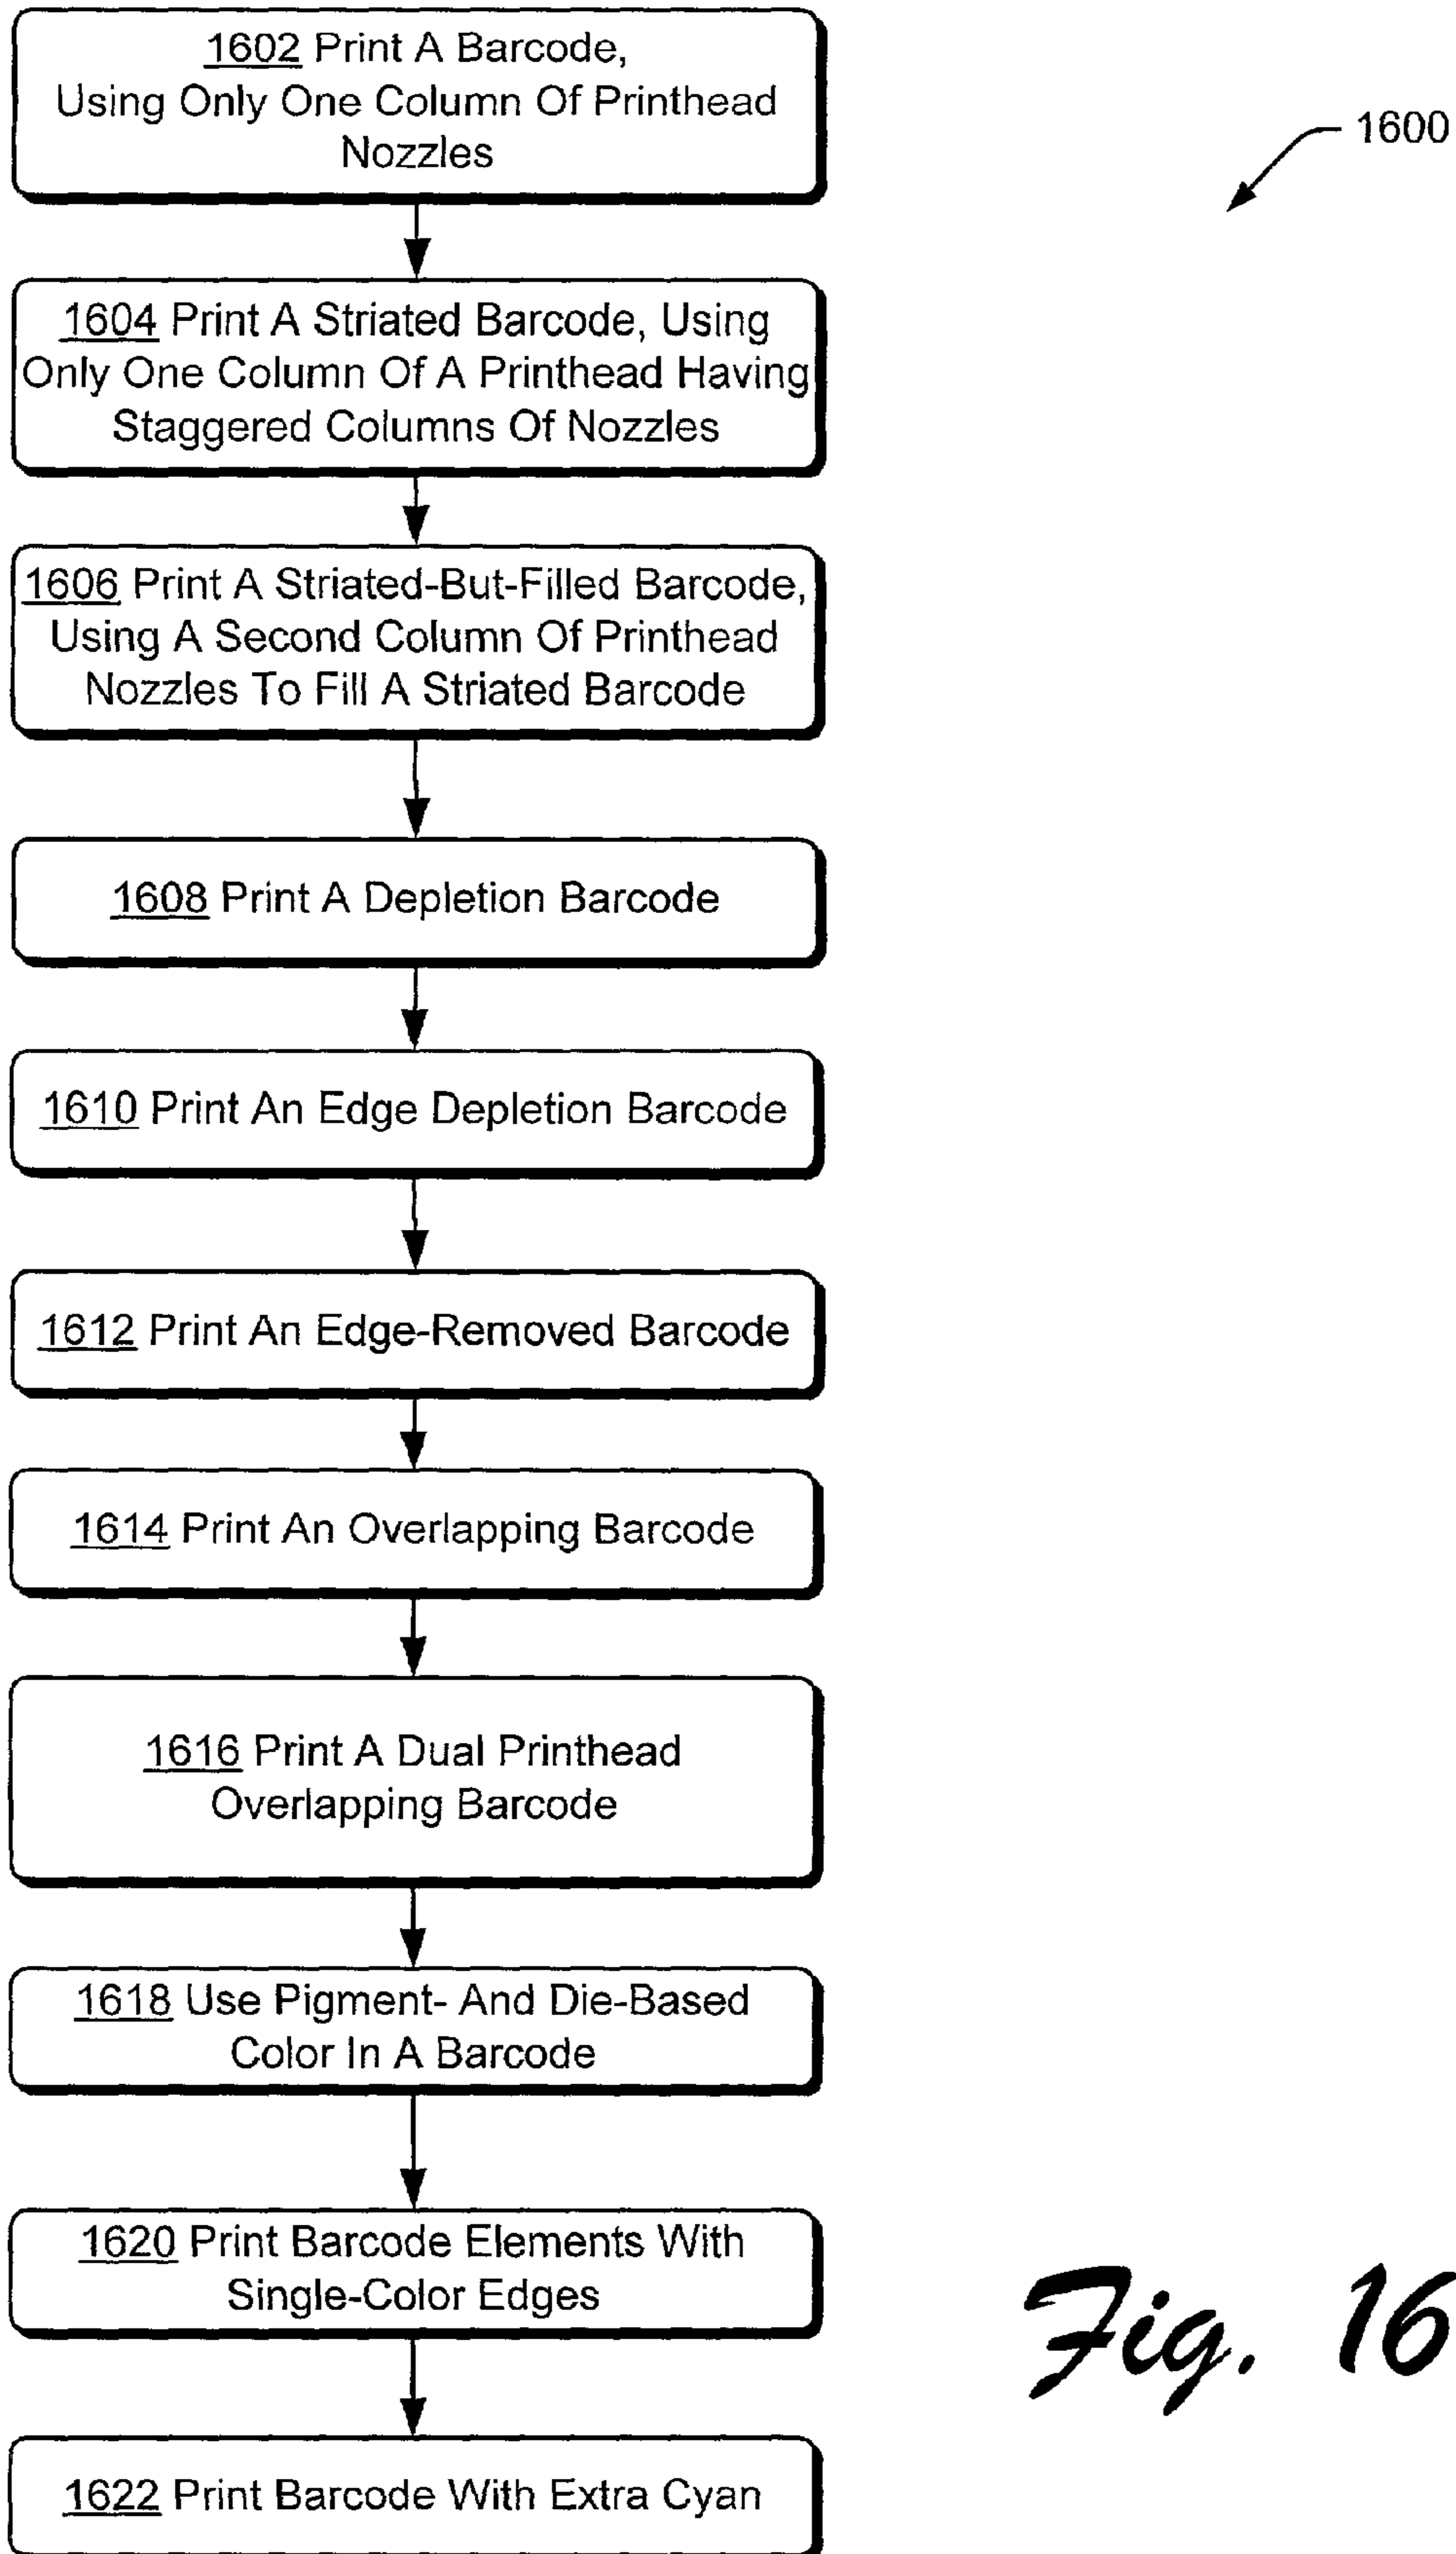 1602 Print A Barcode,
Using Only One Column Of Printhead
Nozzles
1600
1604 Print A Striated Barcode, Using
Only One Column Of A Printhead Having
Staggered Columns Of Nozzles
1606 Print A Striated-But-Filled Barcode,
Using A Second Column Of Printhead
Nozzles To Fill A Striated Barcode
1608 Print A Depletion Barcode
1610 Print An Edge Depletion Barcode
1612 Print An Edge-Removed Barcode
1614 Print An Overlapping Barcode
1616 Print A Dual Printhead
Overlapping Barcode
1618 Use Pigment- And Die-Based
Color In A Barcode
1620 Print Barcode Elements With
Single-Color Edges
1622 Print Barcode With Extra Cyan
Fig. 16